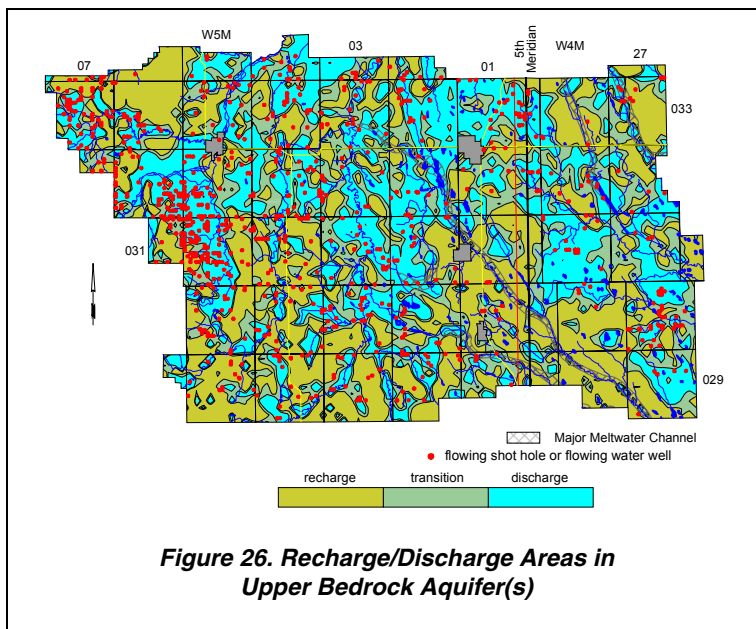 W5M
03
5th
Meridian
W4M
07
01
27
033
031
029
Major Meltwater Channel
flowing shot hole or flowing water well
recharge
transition
discharge
Figure 26. Recharge/Discharge Areas in
Upper Bedrock Aquifer(s)